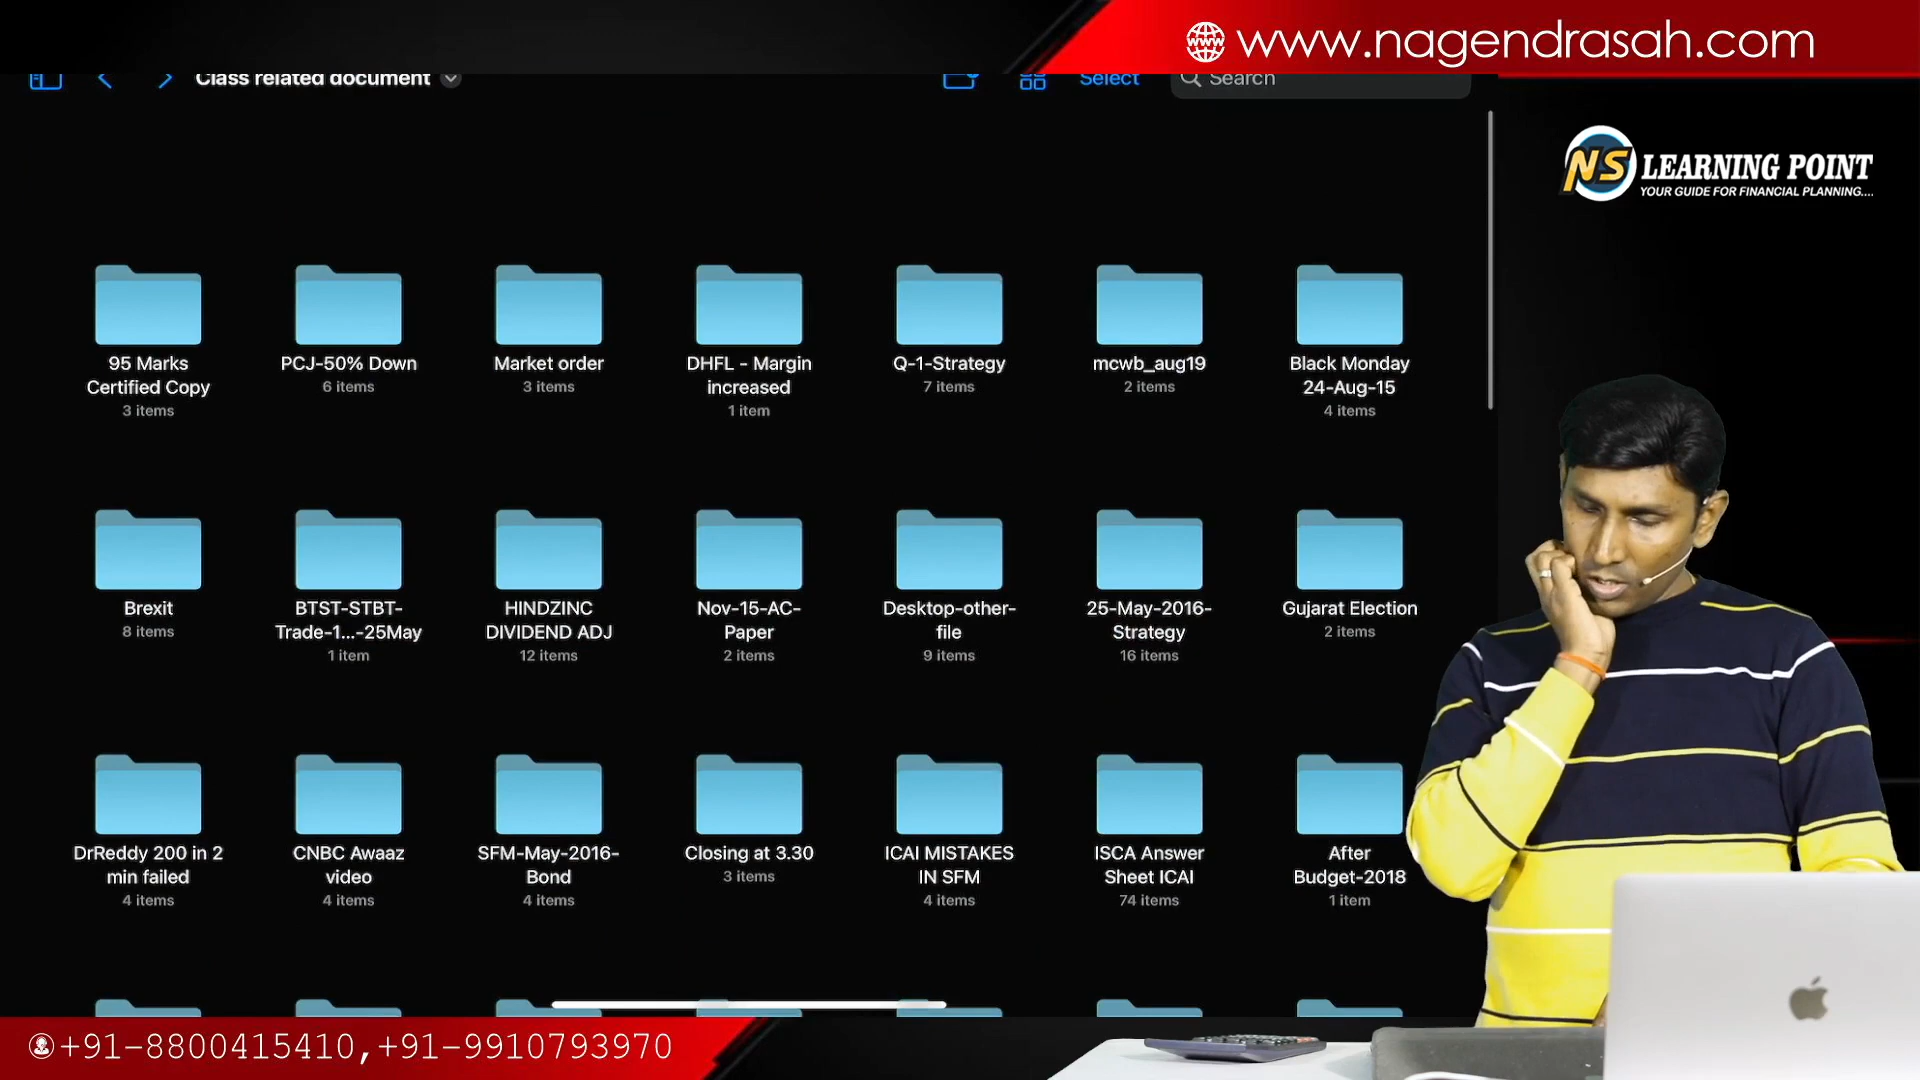 www.nagendrasah.com
Class related document
Select
Search
NS LEARNING POINT
YOUR GUIDE FOR FINANCIAL PLANNING....
95 Marks
Certified Copy
3 items
PCJ-50% Down
6 items
Market order
3 items
DHFL - Margin
increased
1 item
Q-1-Strategy
7 items
mcwb_aug19
2 items
Black Monday
24-Aug-15
4 items
Brexit
8 items
BTST-STBT-
Trade-1...-25May
1 item
HINDZINC
DIVIDEND ADJ
12 items
Nov-15-AC-
Paper
2 items
Desktop-other-
file
9 items
25-May-2016-
Strategy
16 items
Gujarat Election
2 items
DrReddy 200 in 2
min failed
4 items
CNBC Awaaz
video
4 items
SFM-May-2016-
Bond
4 items
Closing at 3.30
3 items
ICAI MISTAKES
IN SFM
4 items
ISCA Answer
Sheet ICAI
74 items
After
Budget-2018
1 item
+91-8800415410,+91-9910793970